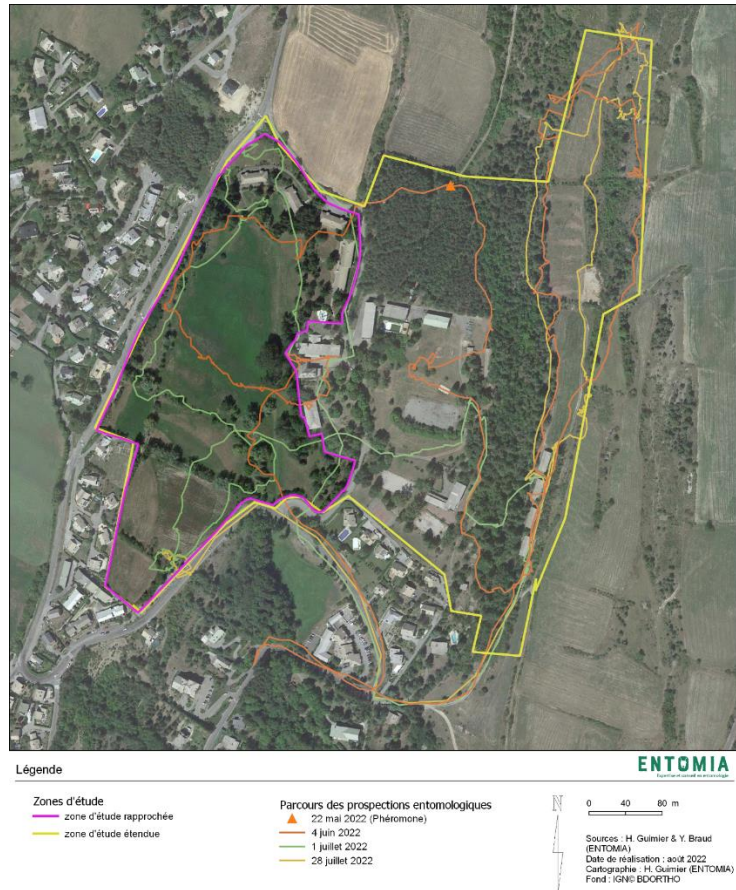 Légende
ENTOMIA
Expertise et conseil en entomologie
Zones d'étude
zone d'étude rapprochée
zone d'étude étendue
Parcours des prospections entomologiques
22 mai 2022 (Phéromone)
4 juin 2022
1 juillet 2022
28 juillet 2022
N
0 40 80 m
Sources : H. Guimier & Y. Braud
(ENTOMIA)
Date de réalisation : août 2022
Cartographie : H. Guimier (ENTOMIA)
Fond : IGN© BDORTHO